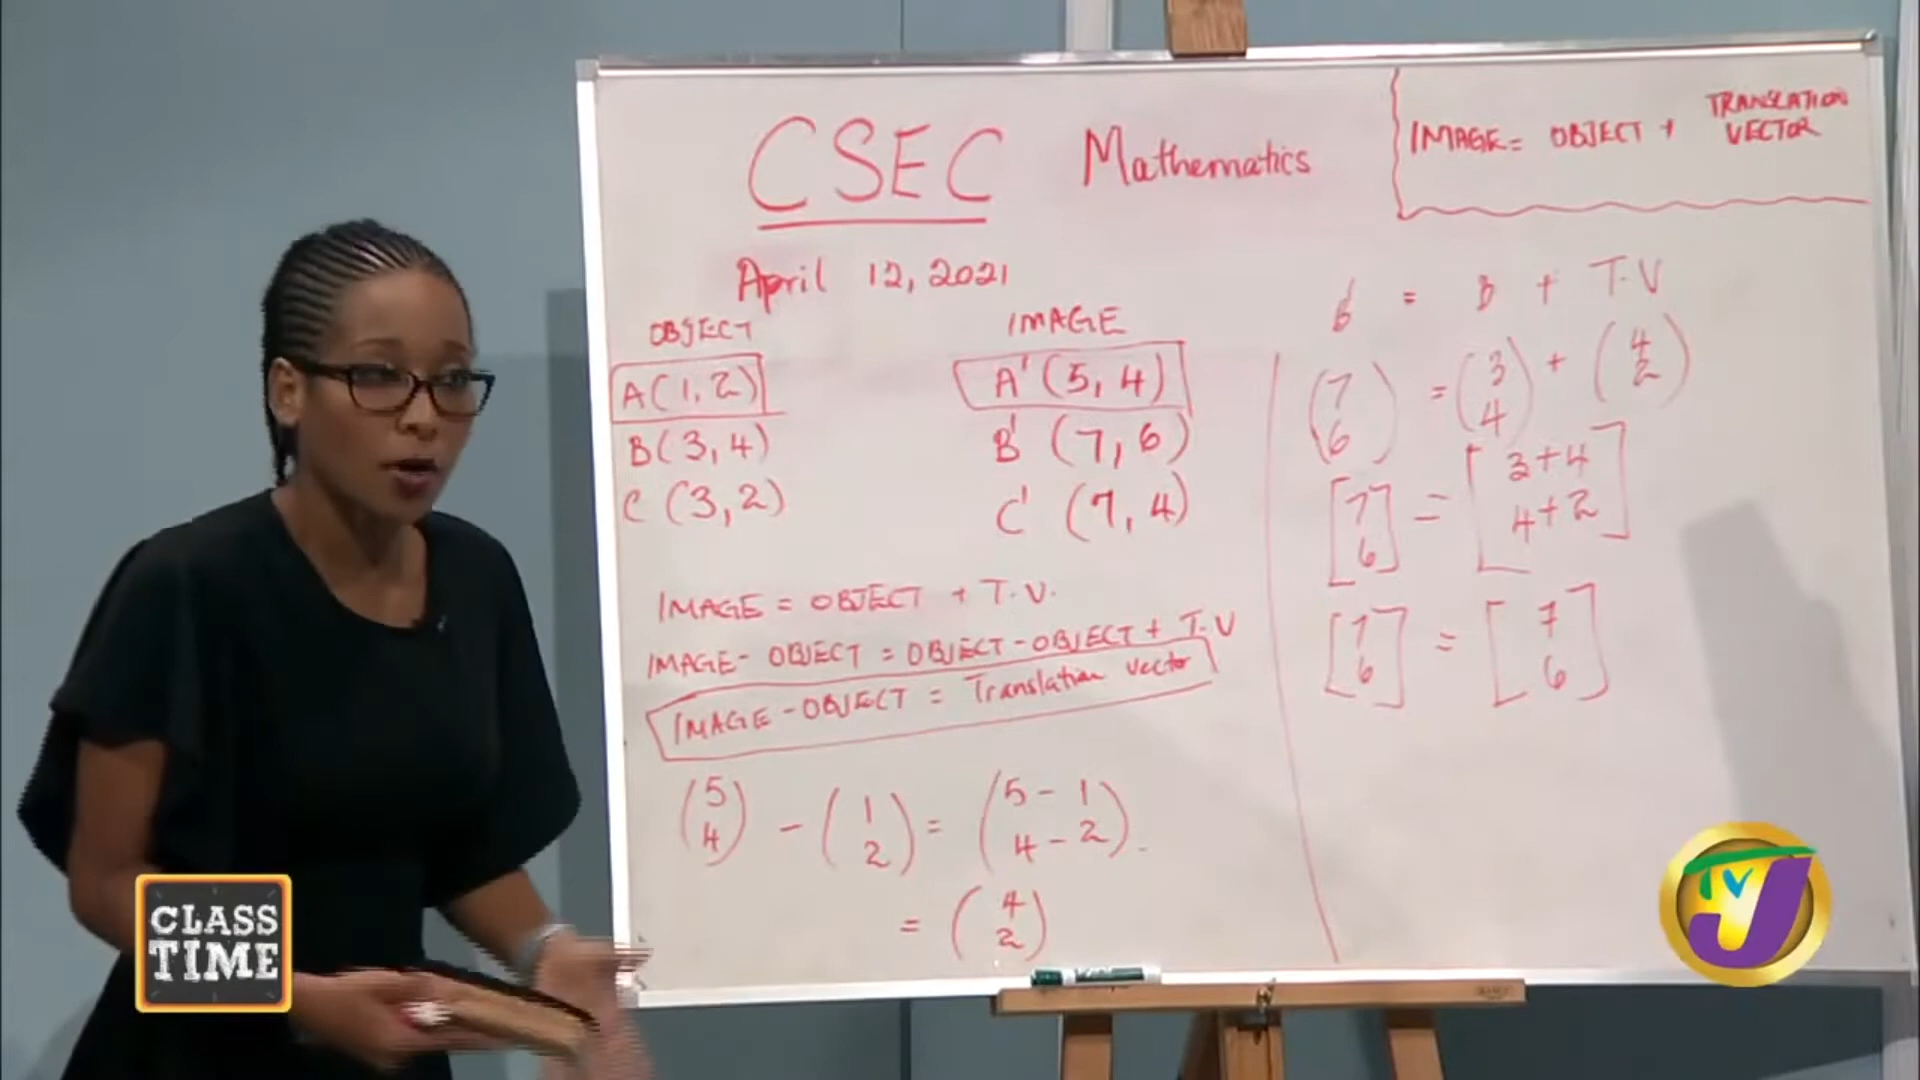 CSEC Mathematics
IMAGE = OBJECT + TRANSLATION VECTOR
April 12, 2021
OBJECT IMAGE
A(1,2) A'(5,4)
B(3,4) B'(7,6)
C(3,2) C'(7,4)
IMAGE = OBJECT + T.V.
IMAGE - OBJECT = OBJECT - OBJECT + T.V
IMAGE - OBJECT = Translation vector
(5 4) - (1 2) = (5-1 4-2)
= (4 2)
B' = B + T.V
(7 6) = (3 4) + (4 2)
[7 6] = [3+4 4+2]
[7 6] = [7 6]
CLASS
TIME
TVJ